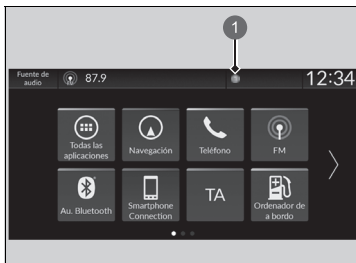 1
Fuente de
audio
87.9
12:34
Todas las
aplicaciones
Navegación
Teléfono
FM
Au. Bluetooth
Smartphone
Connection
TA
Ordenador de
a bordo